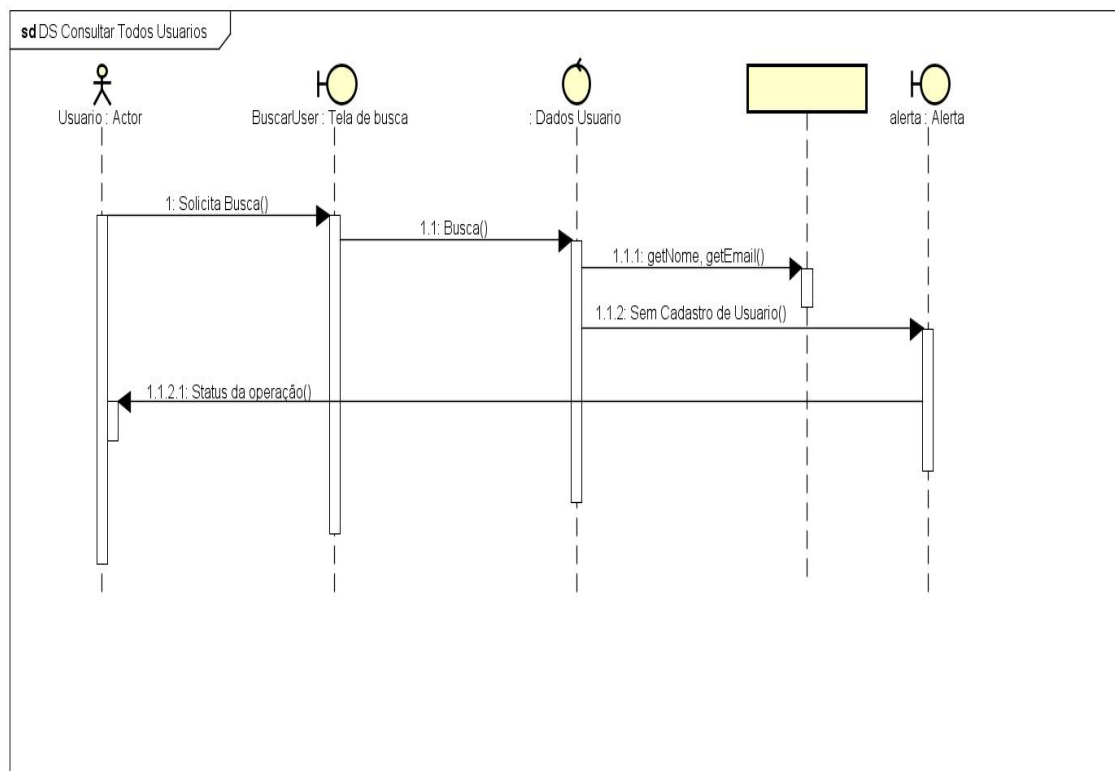 sd DS Consultar Todos Usuarios
Usuario : Actor
BuscarUser : Tela de busca
: Dados Usuario
alerta : Alerta
1: Solicita Busca()
1.1: Busca()
1.1.1: getNome, getEmail()
1.1.2: Sem Cadastro de Usuario()
1.1.2.1: Status da operação()